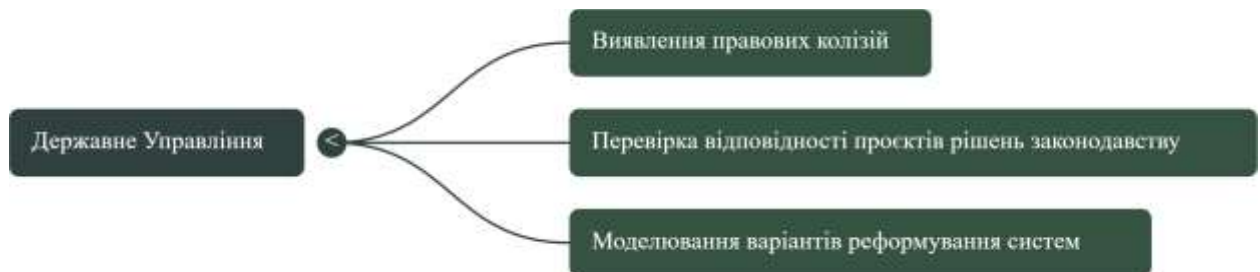 Виявлення правових колізій
Державне Управління
<
Перевірка відповідності проєктів рішень законодавству
Моделювання варіантів реформування систем